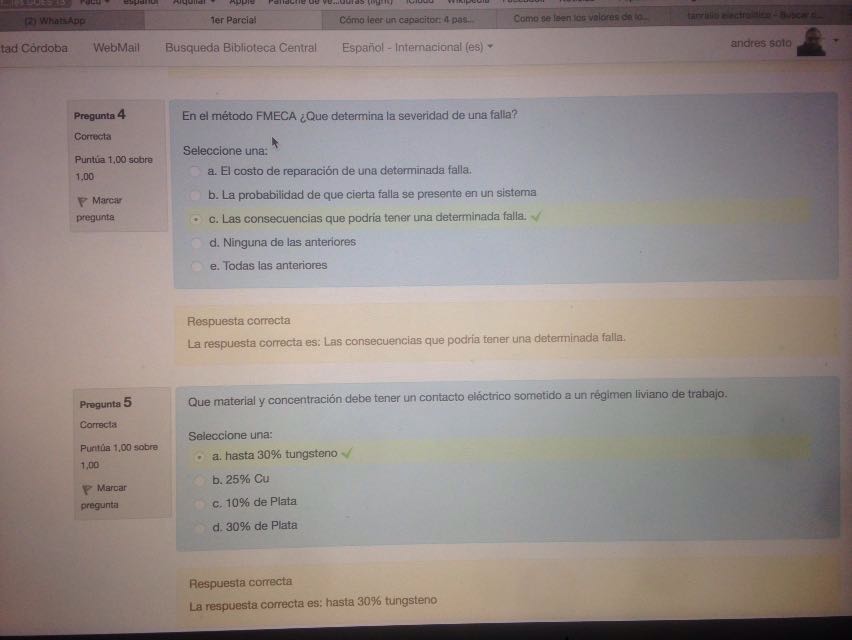 español
Apple
iCloud
(2) WhatsApp
1er Parcial
Cómo leer un capacitor: 4 pas...
Como se leen los valores de lo...
tantalio electrolitico - Buscar c...
tad Córdoba
WebMail
Busqueda Biblioteca Central
Español - Internacional (es)
andres soto
Pregunta 4
Correcta
Puntúa 1,00 sobre
1,00
Marcar
pregunta
En el método FMECA ¿Que determina la severidad de una falla?
Seleccione una:
a. El costo de reparación de una determinada falla.
b. La probabilidad de que cierta falla se presente en un sistema
c. Las consecuencias que podría tener una determinada falla.
d. Ninguna de las anteriores
e. Todas las anteriores
Respuesta correcta
La respuesta correcta es: Las consecuencias que podría tener una determinada falla.
Pregunta 5
Correcta
Puntúa 1,00 sobre
1,00
Marcar
pregunta
Que material y concentración debe tener un contacto eléctrico sometido a un régimen liviano de trabajo.
Seleccione una:
a. hasta 30% tungsteno
b. 25% Cu
c. 10% de Plata
d. 30% de Plata
Respuesta correcta
La respuesta correcta es: hasta 30% tungsteno